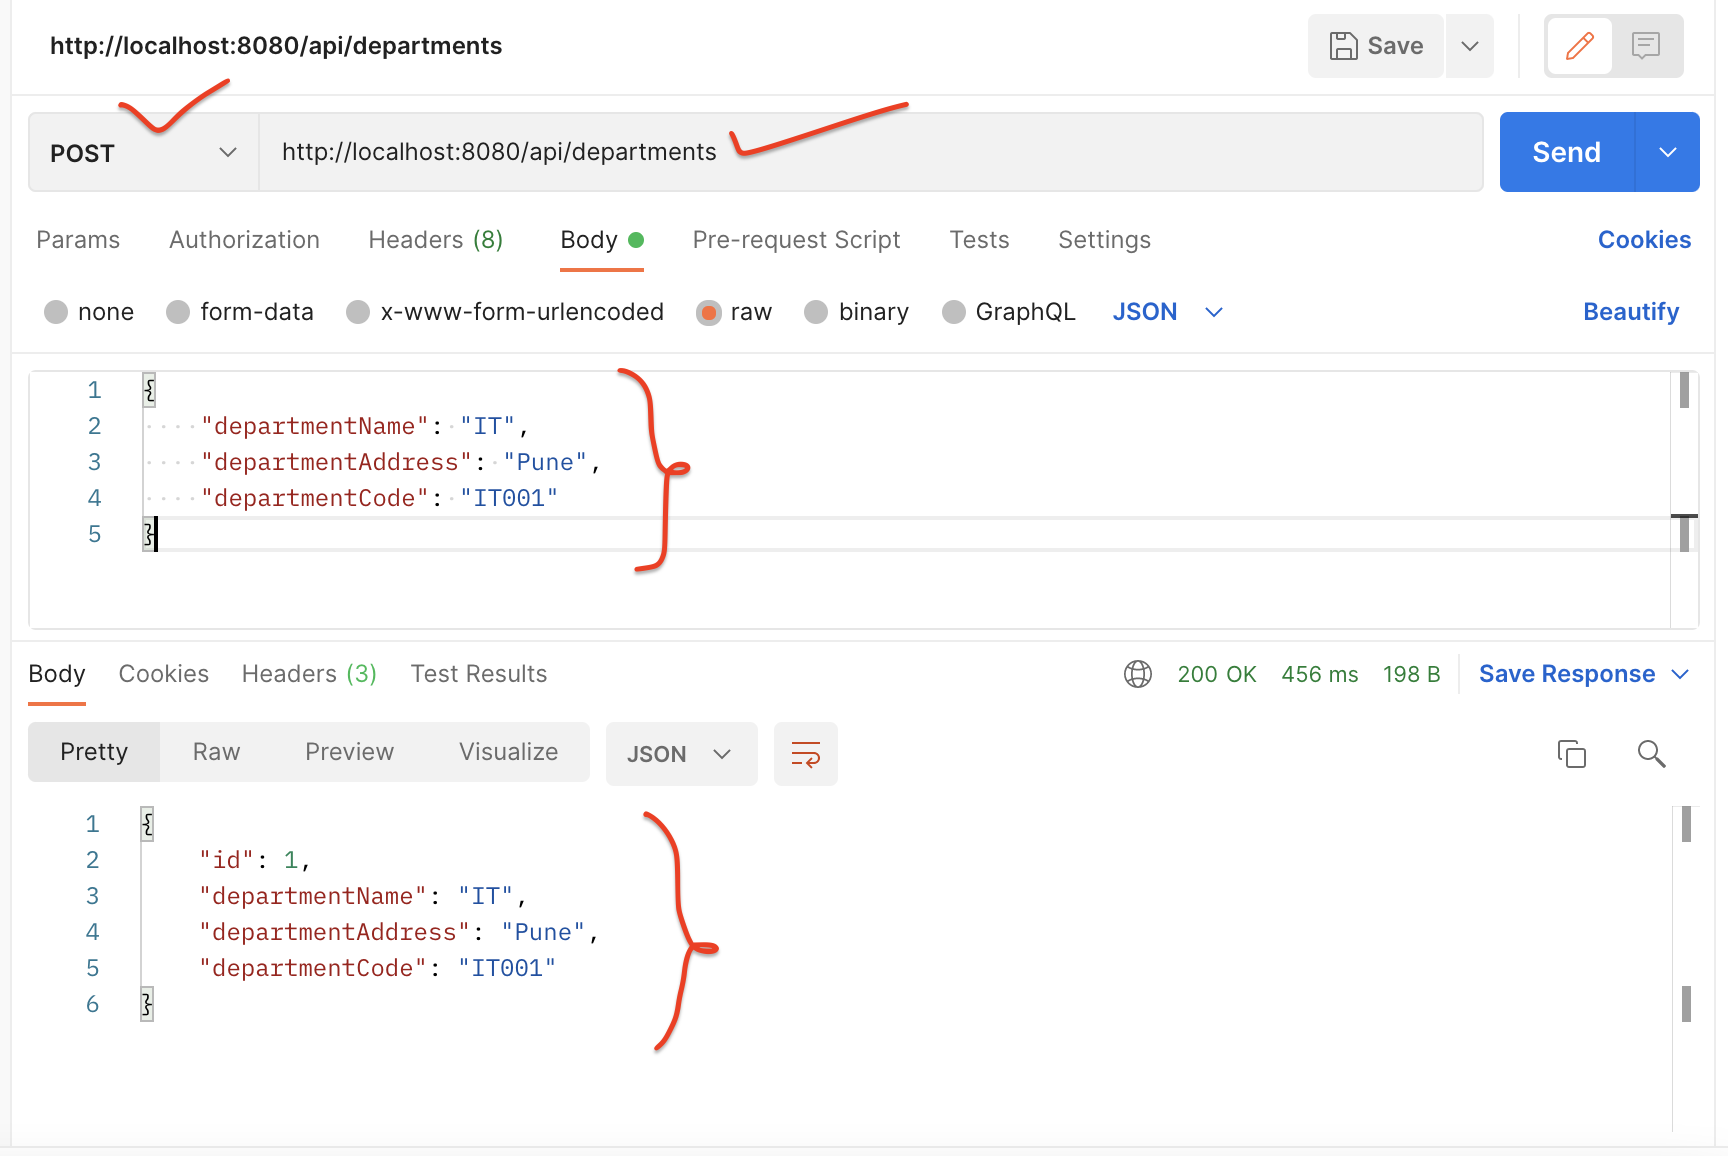 http://localhost:8080/api/departments Save
POST http://localhost:8080/api/departments Send
Params Authorization Headers (8) Body Pre-request Script Tests Settings Cookies
none form-data x-www-form-urlencoded raw binary GraphQL JSON Beautify
1 {
2 "departmentName": "IT",
3 "departmentAddress": "Pune",
4 "departmentCode": "IT001"
5 }
Body Cookies Headers (3) Test Results 200 OK 456 ms 198 B Save Response
Pretty Raw Preview Visualize JSON
1 {
2 "id": 1,
3 "departmentName": "IT",
4 "departmentAddress": "Pune",
5 "departmentCode": "IT001"
6 }